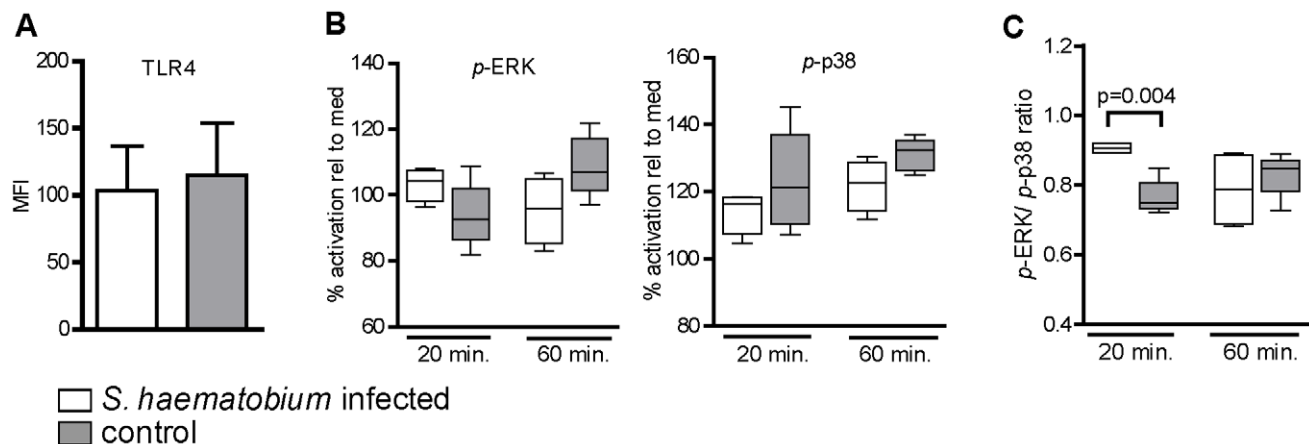 A
TLR4
MFI
200
150
100
50
0
B
p-ERK
% activation rel to med
140
120
100
80
60
20 min.
60 min.
p-p38
% activation rel to med
160
140
120
100
80
20 min.
60 min.
C
p-ERK/ p-p38 ratio
1.2
1.0
0.8
0.6
0.4
p=0.004
20 min.
60 min.
S. haematobium infected
control